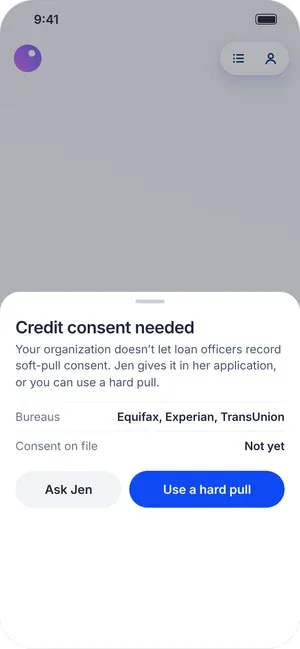 9:41
Credit consent needed
Your organization doesn’t let loan officers record
soft-pull consent. Jen gives it in her application,
or you can use a hard pull.
Bureaus Equifax, Experian, TransUnion
Consent on file Not yet
Ask Jen Use a hard pull